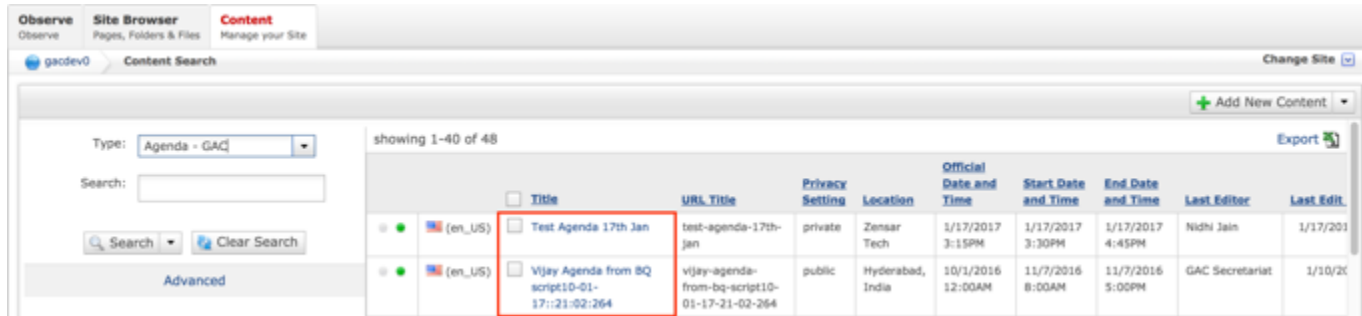 Observe Site Browser Content
Observe Pages, Folders & Files Manage your Site
gacdev0 Content Search Change Site
Add New Content
Type: Agenda - GAC
showing 1-40 of 48 Export
Search:
Title URL Title Privacy Setting Location Official Date and Time Start Date and Time End Date and Time Last Editor Last Edit
(en_US) Test Agenda 17th Jan test-agenda-17th-jan private Zensar Tech 1/17/2017 3:15PM 1/17/2017 3:30PM 1/17/2017 4:45PM Nidhi Jain 1/17/201
Search Clear Search
Advanced
(en_US) Vijay Agenda from BQ script10-01-17::21:02:264 vijay-agenda-from-bq-script10-01-17-21-02-264 public Hyderabad, India 10/1/2016 12:00AM 11/7/2016 8:00AM 11/7/2016 5:00PM GAC Secretariat 1/10/20